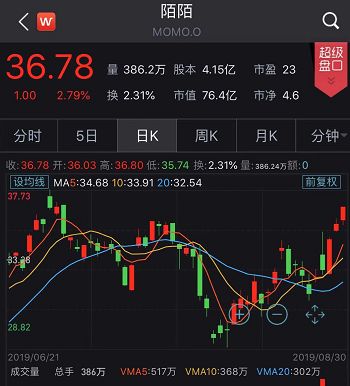 陌陌
MOMO.O
W
超级
盘口
36.78 量 386.2万 股本 4.15亿 市盈 23
1.00 2.79% 换 2.31% 市值 76.4亿 市净 4.6
分时 5日 日K 周K 月K 分钟
收:36.78 开:36.03 高:36.80 低:35.74 换:2.31% 量:386.24万 额:0
设均线 MA5:34.68 10:33.91 20:32.54 前复权
37.73
33.28
28.82
2019/06/21 2019/08/30
成交量 总手 386万 VMA5:517万 VMA10:368万 VMA20:302万